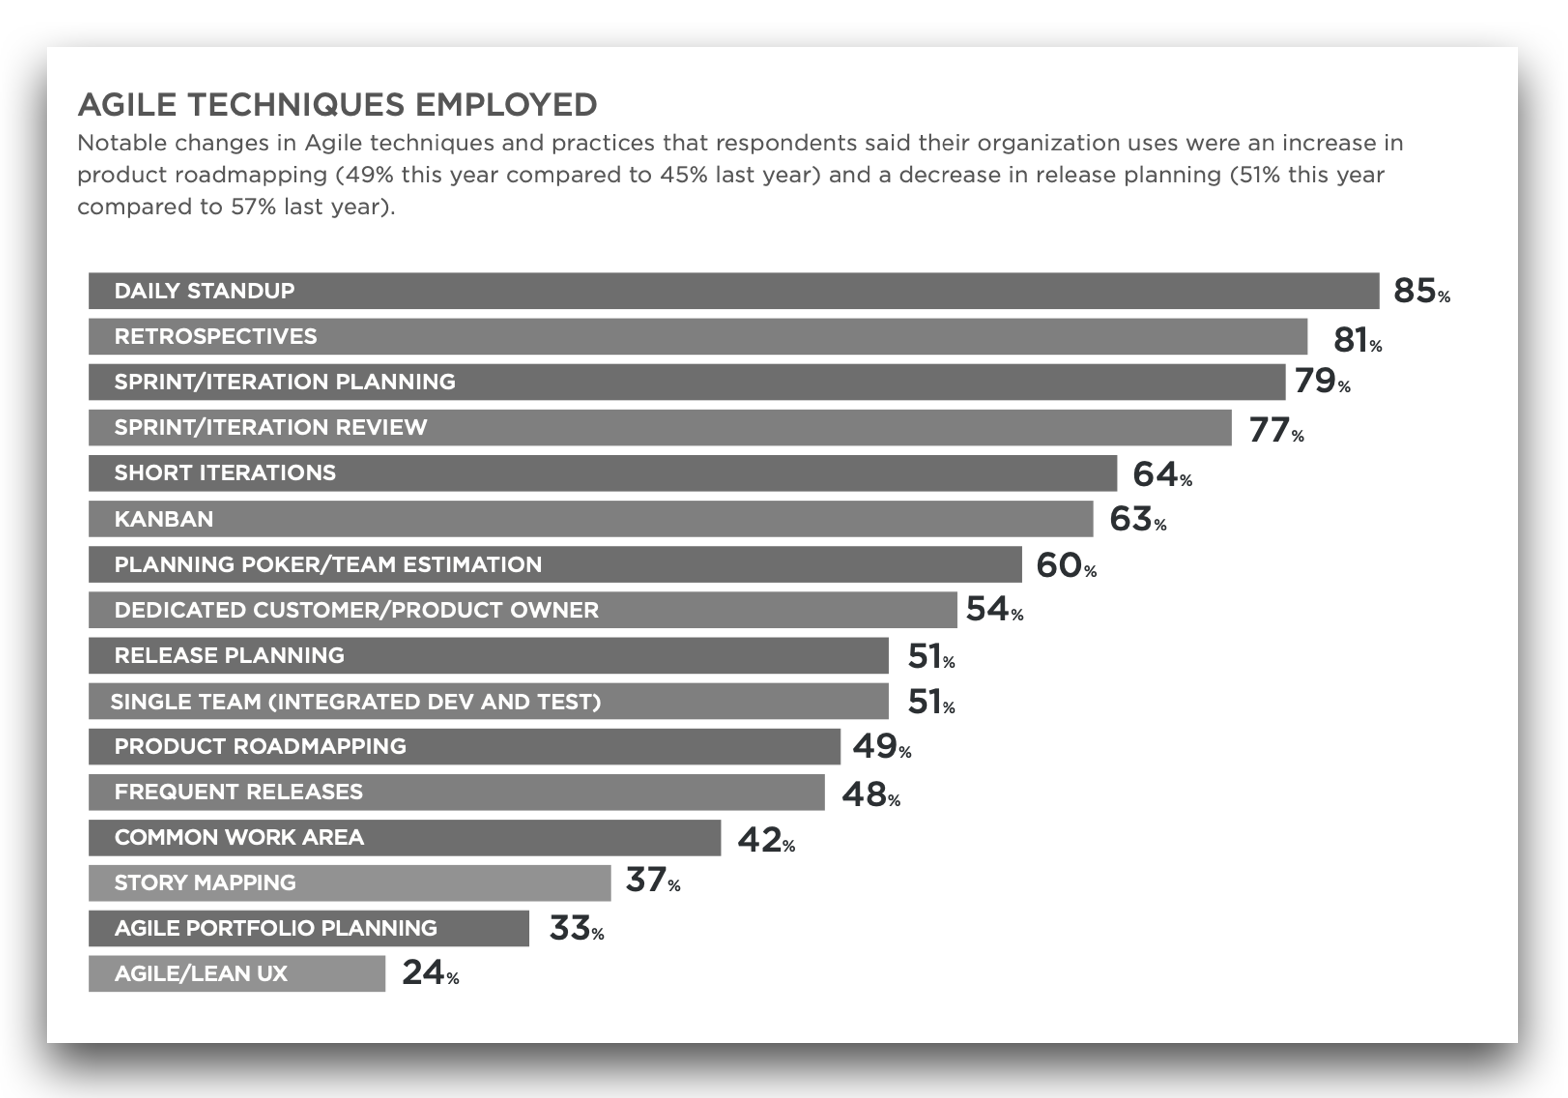 AGILE TECHNIQUES EMPLOYED
Notable changes in Agile techniques and practices that respondents said their organization uses were an increase in
product roadmapping (49% this year compared to 45% last year) and a decrease in release planning (51% this year
compared to 57% last year).
DAILY STANDUP 85%
RETROSPECTIVES 81%
SPRINT/ITERATION PLANNING 79%
SPRINT/ITERATION REVIEW 77%
SHORT ITERATIONS 64%
KANBAN 63%
PLANNING POKER/TEAM ESTIMATION 60%
DEDICATED CUSTOMER/PRODUCT OWNER 54%
RELEASE PLANNING 51%
SINGLE TEAM (INTEGRATED DEV AND TEST) 51%
PRODUCT ROADMAPPING 49%
FREQUENT RELEASES 48%
COMMON WORK AREA 42%
STORY MAPPING 37%
AGILE PORTFOLIO PLANNING 33%
AGILE/LEAN UX 24%